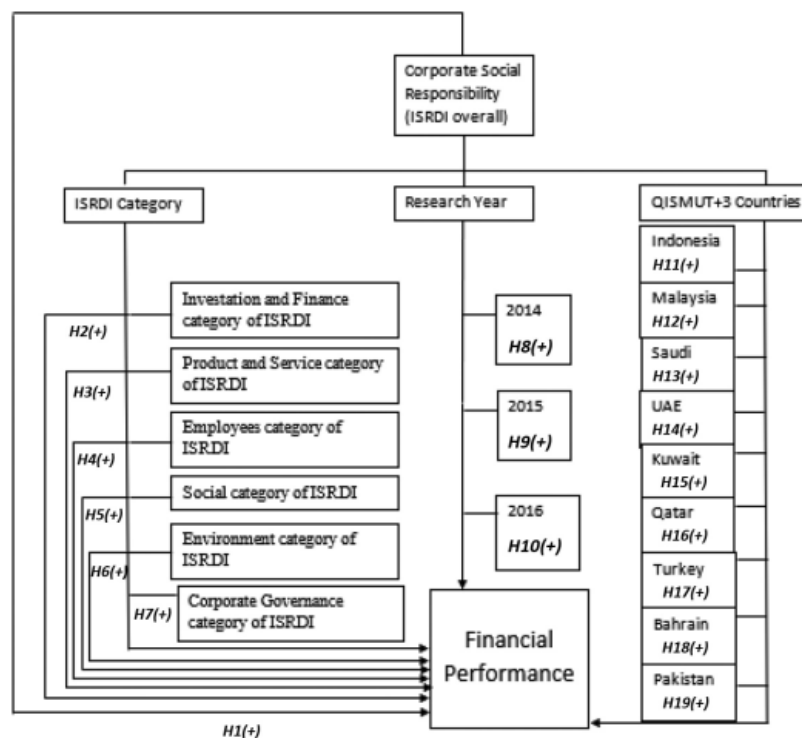 Corporate Social
Responsibility
(ISRDI overall)
ISRDI Category
Research Year
QISMUT+3 Countries
Investation and Finance
category of ISRDI
H2(+)
Product and Service category
of ISRDI
H3(+)
Employees category of
ISRDI
H4(+)
Social category of ISRDI
H5(+)
Environment category of
ISRDI
H6(+)
Corporate Governance
category of ISRDI
H7(+)
2014
H8(+)
2015
H9(+)
2016
H10(+)
Indonesia
H11(+)
Malaysia
H12(+)
Saudi
H13(+)
UAE
H14(+)
Kuwait
H15(+)
Qatar
H16(+)
Turkey
H17(+)
Bahrain
H18(+)
Pakistan
H19(+)
Financial
Performance
H1(+)